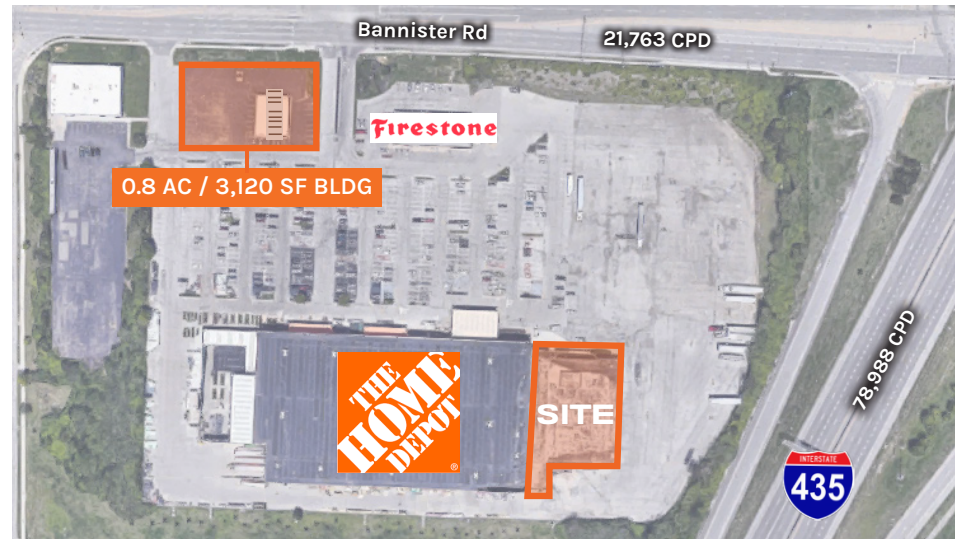 Bannister Rd
21,763 CPD
Firestone
0.8 AC / 3,120 SF BLDG
THE
HOME
DEPOT
®
SITE
78,988 CPD
INTERSTATE
435